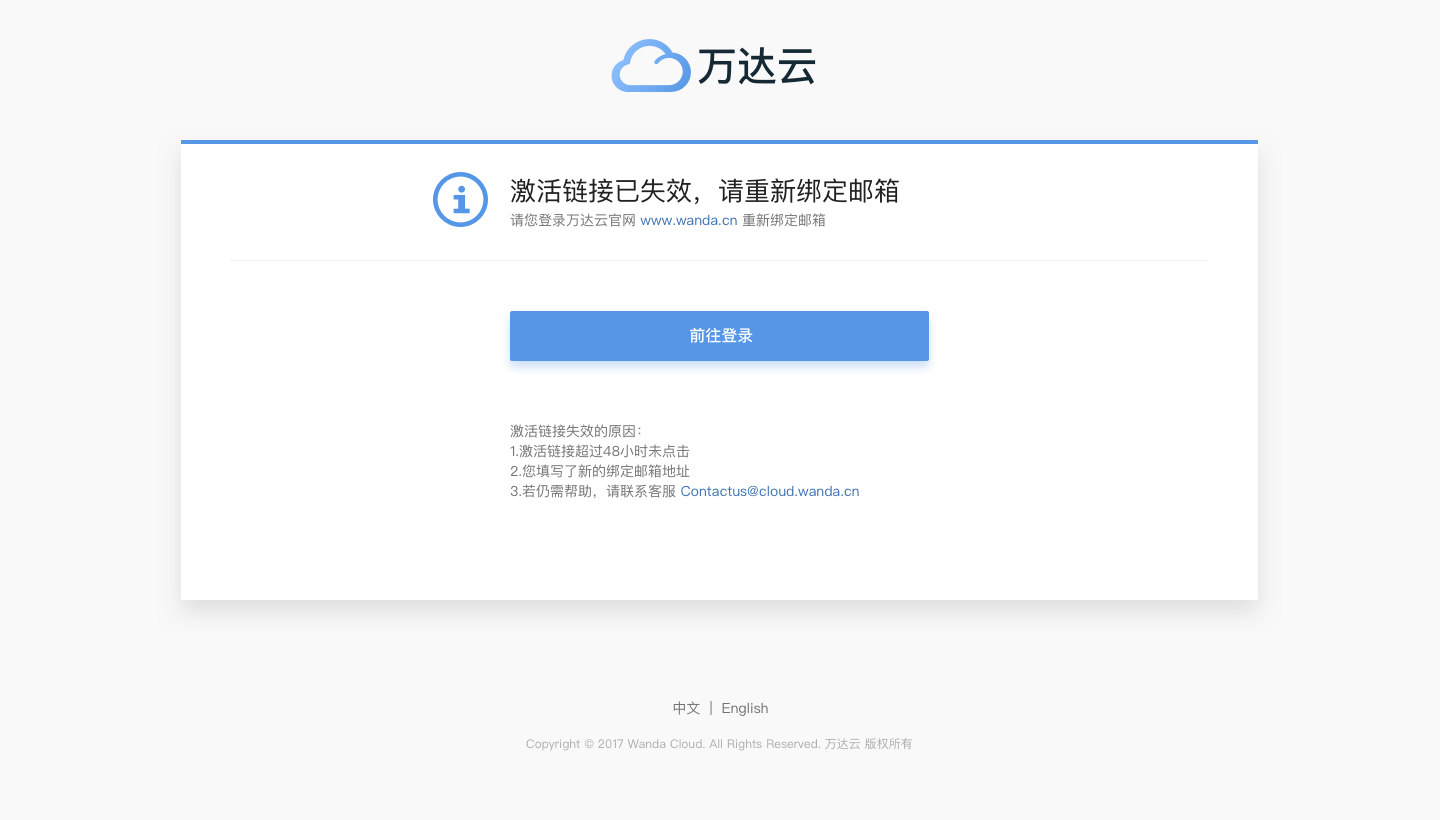 万达云
激活链接已失效，请重新绑定邮箱
请您登录万达云官网 www.wanda.cn 重新绑定邮箱
前往登录
激活链接失效的原因：
1.激活链接超过48小时未点击
2.您填写了新的绑定邮箱地址
3.若仍需帮助，请联系客服 Contactus@cloud.wanda.cn
中文 | English
Copyright © 2017 Wanda Cloud. All Rights Reserved. 万达云 版权所有